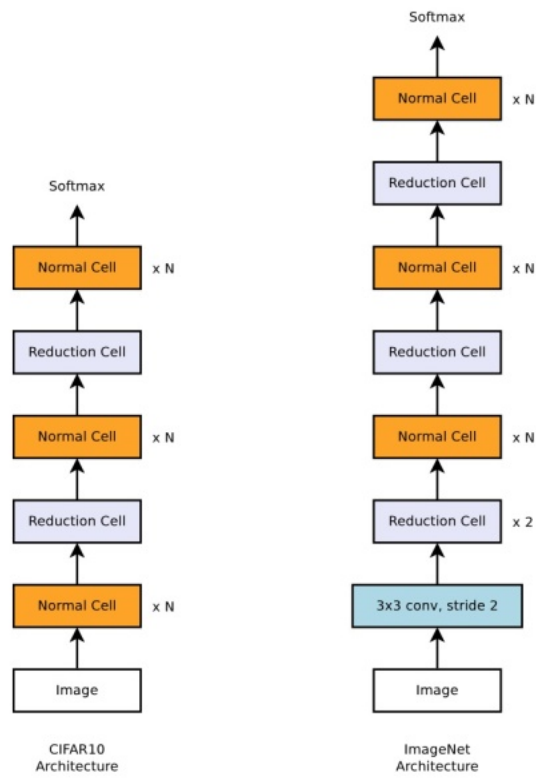 Softmax
Normal Cell
x N
Reduction Cell
Normal Cell
x N
Reduction Cell
Normal Cell
x N
Image
CIFAR10
Architecture
Softmax
Normal Cell
x N
Reduction Cell
Normal Cell
x N
Reduction Cell
Normal Cell
x N
Reduction Cell
x 2
3x3 conv, stride 2
Image
ImageNet
Architecture